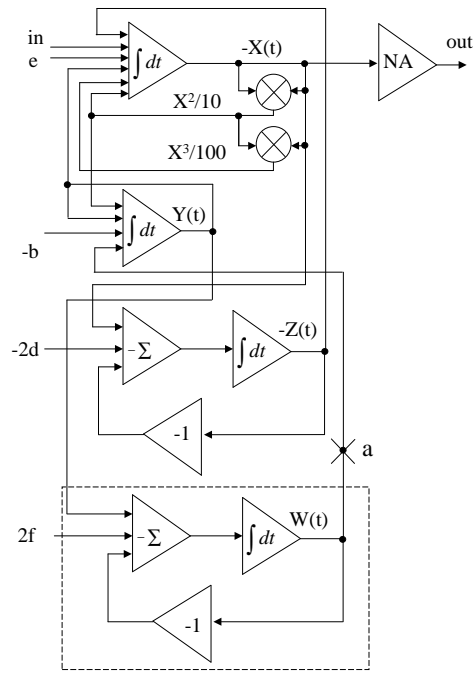 in
e
∫dt
-X(t)
NA
out
X²/10
X³/100
∫dt
Y(t)
-b
-2d
-Σ
∫dt
-Z(t)
-1
a
2f
-Σ
∫dt
W(t)
-1